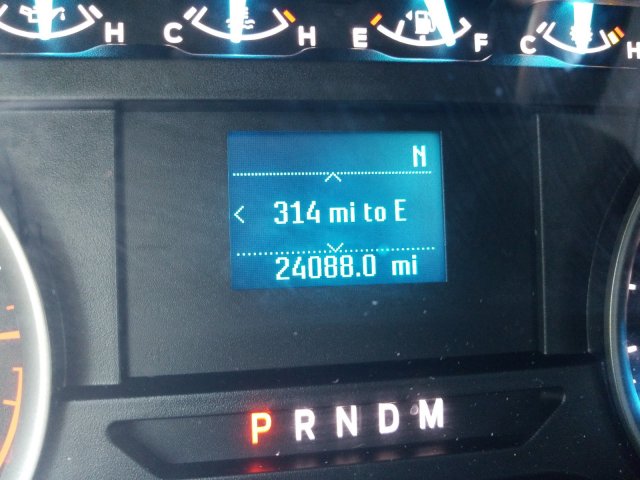 H C H E F C H
N
< 314 mi to E
24088.0 mi
P R N D M